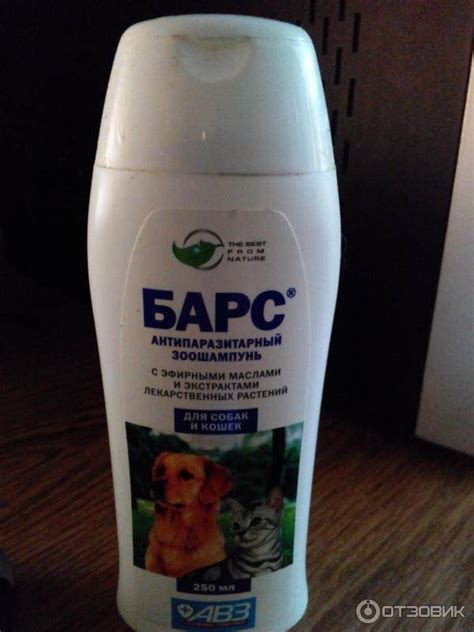 THE BEST
FROM
NATURE
БАРС®
АНТИПАРАЗИТАРНЫЙ
ЗООШАМПУНЬ
С ЭФИРНЫМИ МАСЛАМИ
И ЭКСТРАКТАМИ
ЛЕКАРСТВЕННЫХ РАСТЕНИЙ
ДЛЯ СОБАК
И КОШЕК
250 мл
АВЗ
ОТЗОВИК